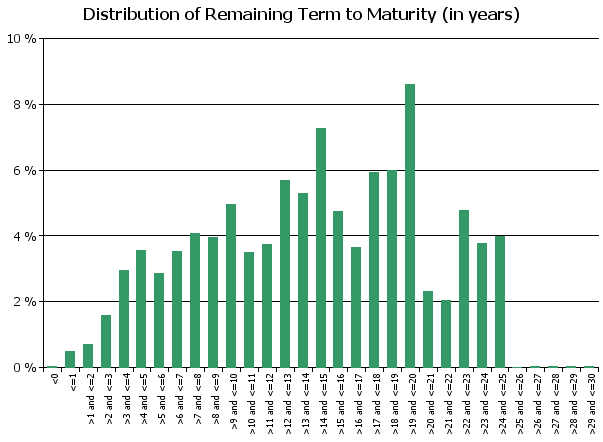 Distribution of Remaining Term to Maturity (in years)
10 %
8 %
6 %
4 %
2 %
0 %
<0
<=1
>1 and <=2
>2 and <=3
>3 and <=4
>4 and <=5
>5 and <=6
>6 and <=7
>7 and <=8
>8 and <=9
>9 and <=10
>10 and <=11
>11 and <=12
>12 and <=13
>13 and <=14
>14 and <=15
>15 and <=16
>16 and <=17
>17 and <=18
>18 and <=19
>19 and <=20
>20 and <=21
>21 and <=22
>22 and <=23
>23 and <=24
>24 and <=25
>25 and <=26
>26 and <=27
>27 and <=28
>28 and <=29
>29 and <=30